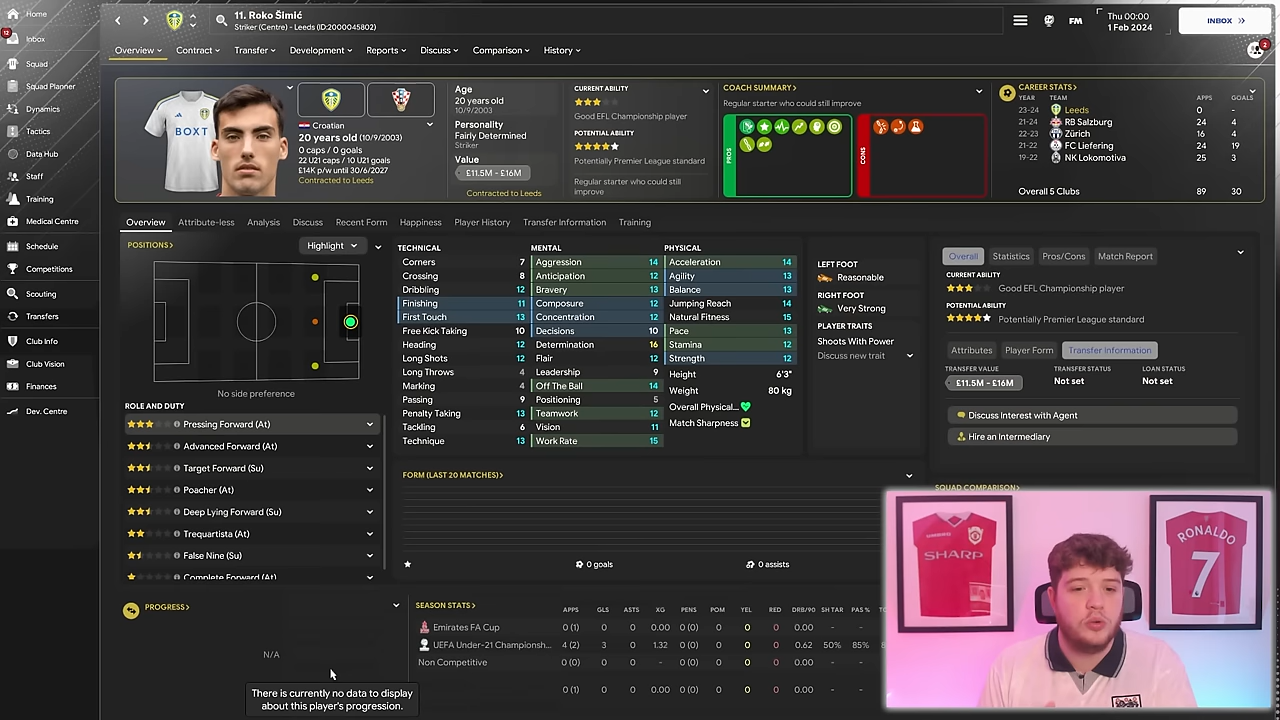 Home
11. Roko Šimić
Striker (Centre) - Leeds (ID:2000045802)
FM
Thu 00:00
1 Feb 2024
INBOX
12
Inbox
2
Overview
Contract
Transfer
Development
Reports
Discuss
Comparison
History
Squad
Squad Planner
Dynamics
Tactics
Data Hub
Staff
Training
Medical Centre
Schedule
Competitions
Scouting
Transfers
Club Info
Club Vision
Finances
Dev. Centre
BOXT
Croatian
20 years old (10/9/2003)
0 caps / 0 goals
22 U21 caps / 10 U21 goals
£14K p/w until 30/6/2027
Contracted to Leeds
Age
20 years old
10/9/2003
Personality
Fairly Determined
Striker
Value
£11.5M - £16M
Contracted to Leeds
CURRENT ABILITY
Good EFL Championship player
POTENTIAL ABILITY
Potentially Premier League standard
Regular starter who could still
improve
COACH SUMMARY
Regular starter who could still improve
PROS
CONS
CAREER STATS
YEAR TEAM APPS GOALS
23-24 Leeds 0 -
21-24 RB Salzburg 24 4
22-23 Zürich 16 4
21-23 FC Liefering 24 19
19-22 NK Lokomotiva 25 3
Overall 5 Clubs 89 30
Overview
Attribute-less
Analysis
Discuss
Recent Form
Happiness
Player History
Transfer Information
Training
POSITIONS
Highlight
No side preference
ROLE AND DUTY
Pressing Forward (At)
Advanced Forward (At)
Target Forward (Su)
Poacher (At)
Deep Lying Forward (Su)
Trequartista (At)
False Nine (Su)
Complete Forward (At)
TECHNICAL
Corners 7
Crossing 8
Dribbling 12
Finishing 11
First Touch 13
Free Kick Taking 10
Heading 12
Long Shots 12
Long Throws 4
Marking 4
Passing 9
Penalty Taking 13
Tackling 6
Technique 13
MENTAL
Aggression 14
Anticipation 12
Bravery 13
Composure 12
Concentration 12
Decisions 10
Determination 16
Flair 12
Leadership 9
Off The Ball 14
Positioning 5
Teamwork 12
Vision 11
Work Rate 15
PHYSICAL
Acceleration 14
Agility 13
Balance 13
Jumping Reach 14
Natural Fitness 15
Pace 13
Stamina 12
Strength 12
Height 6'3"
Weight 80 kg
Overall Physical...
Match Sharpness
LEFT FOOT
Reasonable
RIGHT FOOT
Very Strong
PLAYER TRAITS
Shoots With Power
Discuss new trait
Overall
Statistics
Pros/Cons
Match Report
CURRENT ABILITY
Good EFL Championship player
POTENTIAL ABILITY
Potentially Premier League standard
Attributes
Player Form
Transfer Information
TRANSFER VALUE TRANSFER STATUS LOAN STATUS
£11.5M - £16M Not set Not set
Discuss Interest with Agent
Hire an Intermediary
SQUAD COMPARISON
FORM (LAST 20 MATCHES)
0 goals
0 assists
PROGRESS
N/A
There is currently no data to display
about this player's progression.
SEASON STATS APPS GLS ASTS XG PENS POM YEL RED DRB/90 SH TAR PAS %
Emirates FA Cup 0 (1) 0 0 0.00 0 (0) 0 0 0 0.00 - -
UEFA Under-21 Championsh... 4 (2) 3 0 1.32 0 (0) 0 0 0 0.62 50% 85%
Non Competitive 0 (0) 0 0 - 0 (0) 0 0 0 0.00 - -
0 (1) 0 0 0.00 0 (0) 0 0 0 0.00 - -
SHARP
RONALDO
7